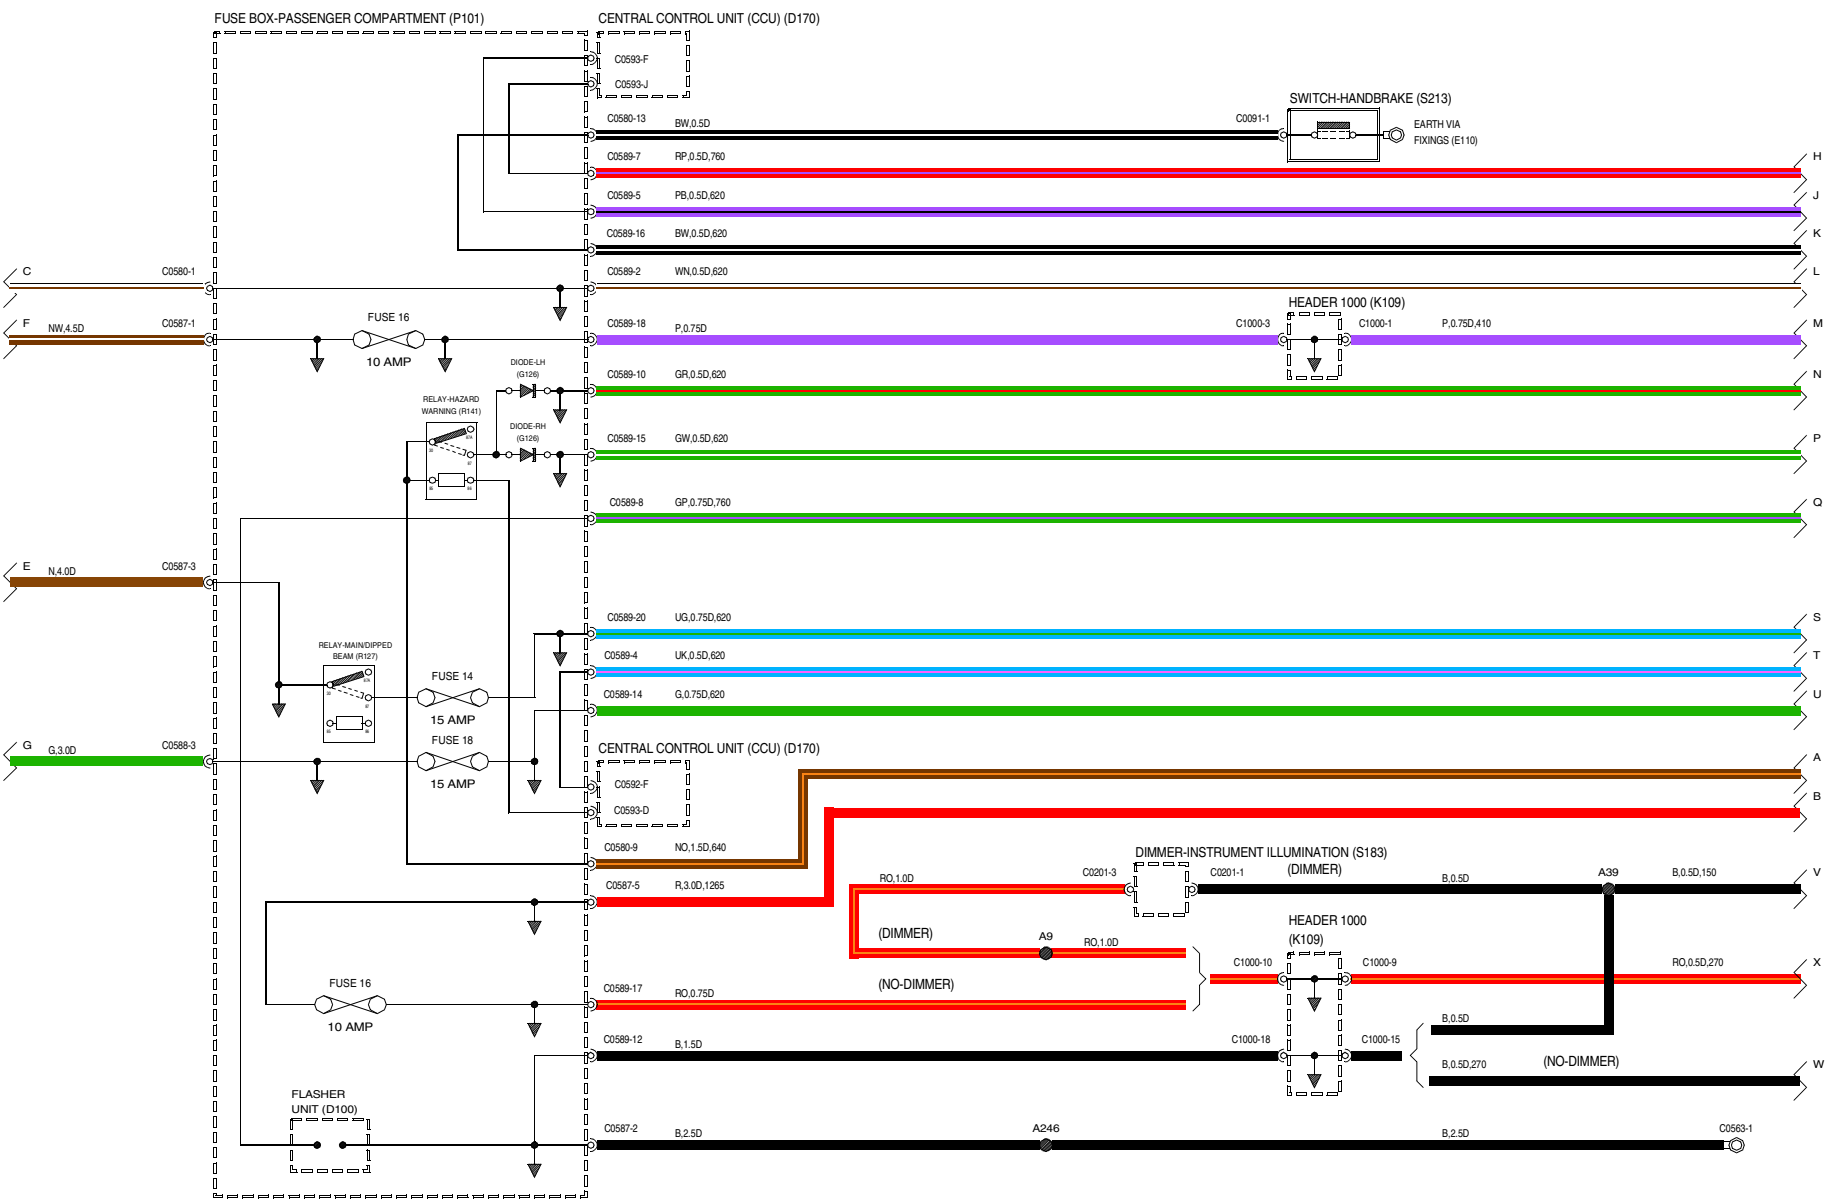 FUSE BOX-PASSENGER COMPARTMENT (P101)
CENTRAL CONTROL UNIT (CCU) (D170)
C0593-F
C0593-J
SWITCH-HANDBRAKE (S213)
C0580-13
BW,0.5D
C0091-1
EARTH VIA
FIXINGS (E110)
C0589-7
RP,0.5D,760
H
C0589-5
PB,0.5D,620
J
C0589-16
BW,0.5D,620
K
C
C0580-1
C0589-2
WN,0.5D,620
L
HEADER 1000 (K109)
F
NW,4.5D
C0587-1
FUSE 16
10 AMP
C0589-18
P,0.75D
C1000-3
C1000-1
P,0.75D,410
M
DIODE-LH
(G126)
C0589-10
GR,0.5D,620
N
RELAY-HAZARD
WARNING (R141)
87A
30
87
85
86
DIODE-RH
(G126)
C0589-15
GW,0.5D,620
P
C0589-8
GP,0.75D,760
Q
E
N,4.0D
C0587-3
C0589-20
UG,0.75D,620
S
RELAY-MAIN/DIPPED
BEAM (R127)
87A
30
87
85
86
C0589-4
UK,0.5D,620
T
FUSE 14
15 AMP
C0589-14
G,0.75D,620
U
G
G,3.0D
C0588-3
FUSE 18
15 AMP
CENTRAL CONTROL UNIT (CCU) (D170)
C0592-F
C0593-D
A
B
C0580-9
NO,1.5D,640
DIMMER-INSTRUMENT ILLUMINATION (S183)
(DIMMER)
C0587-5
R,3.0D,1265
RO,1.0D
C0201-3
C0201-1
B,0.5D
A39
B,0.5D,150
V
HEADER 1000
(K109)
(DIMMER)
A9
RO,1.0D
C1000-10
C1000-9
RO,0.5D,270
X
FUSE 16
10 AMP
C0589-17
RO,0.75D
(NO-DIMMER)
C0589-12
B,1.5D
C1000-18
C1000-15
B,0.5D
B,0.5D,270
(NO-DIMMER)
W
FLASHER
UNIT (D100)
C0587-2
B,2.5D
A246
B,2.5D
C0563-1